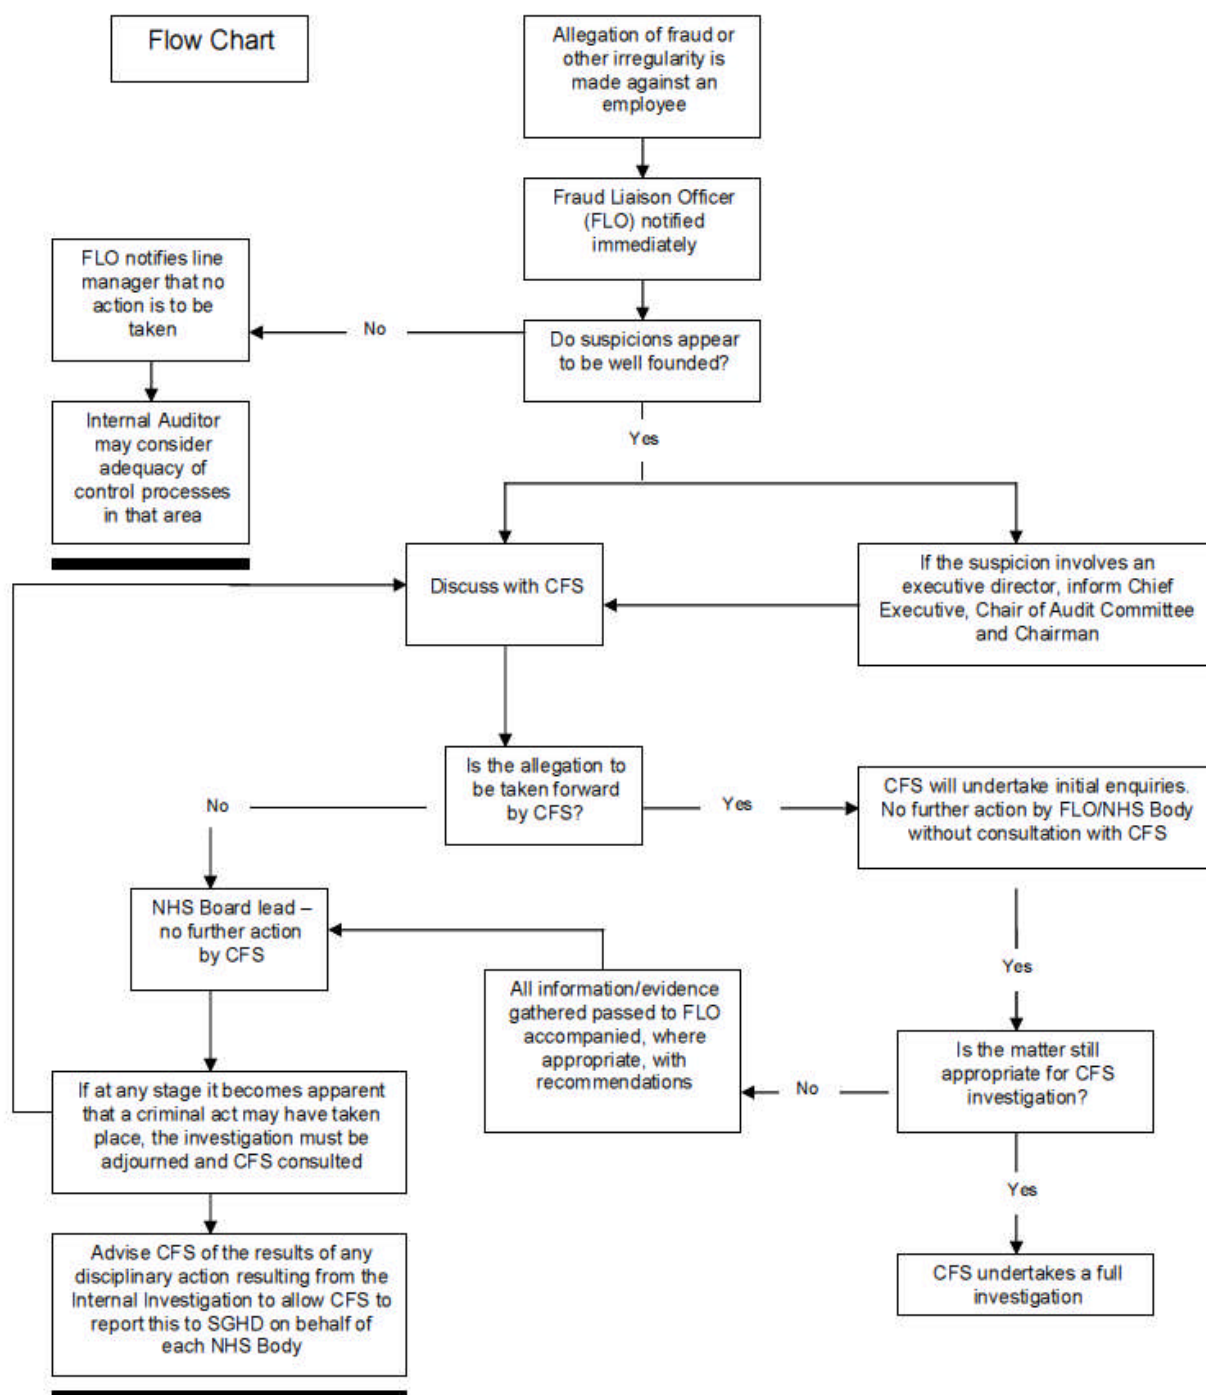 Flow Chart
Allegation of fraud or
other irregularity is
made against an
employee
Fraud Liaison Officer
(FLO) notified
immediately
FLO notifies line
manager that no
action is to be
taken
No
Do suspicions appear
to be well founded?
Internal Auditor
may consider
adequacy of
control processes
in that area
Yes
Discuss with CFS
If the suspicion involves an
executive director, inform Chief
Executive, Chair of Audit Committee
and Chairman
Is the allegation to
be taken forward
by CFS?
No
Yes
CFS will undertake initial enquiries.
No further action by FLO/NHS Body
without consultation with CFS
NHS Board lead –
no further action
by CFS
Yes
All information/evidence
gathered passed to FLO
accompanied, where
appropriate, with
recommendations
No
Is the matter still
appropriate for CFS
investigation?
If at any stage it becomes apparent
that a criminal act may have taken
place, the investigation must be
adjourned and CFS consulted
Yes
Advise CFS of the results of any
disciplinary action resulting from the
Internal Investigation to allow CFS to
report this to SGHD on behalf of
each NHS Body
CFS undertakes a full
investigation